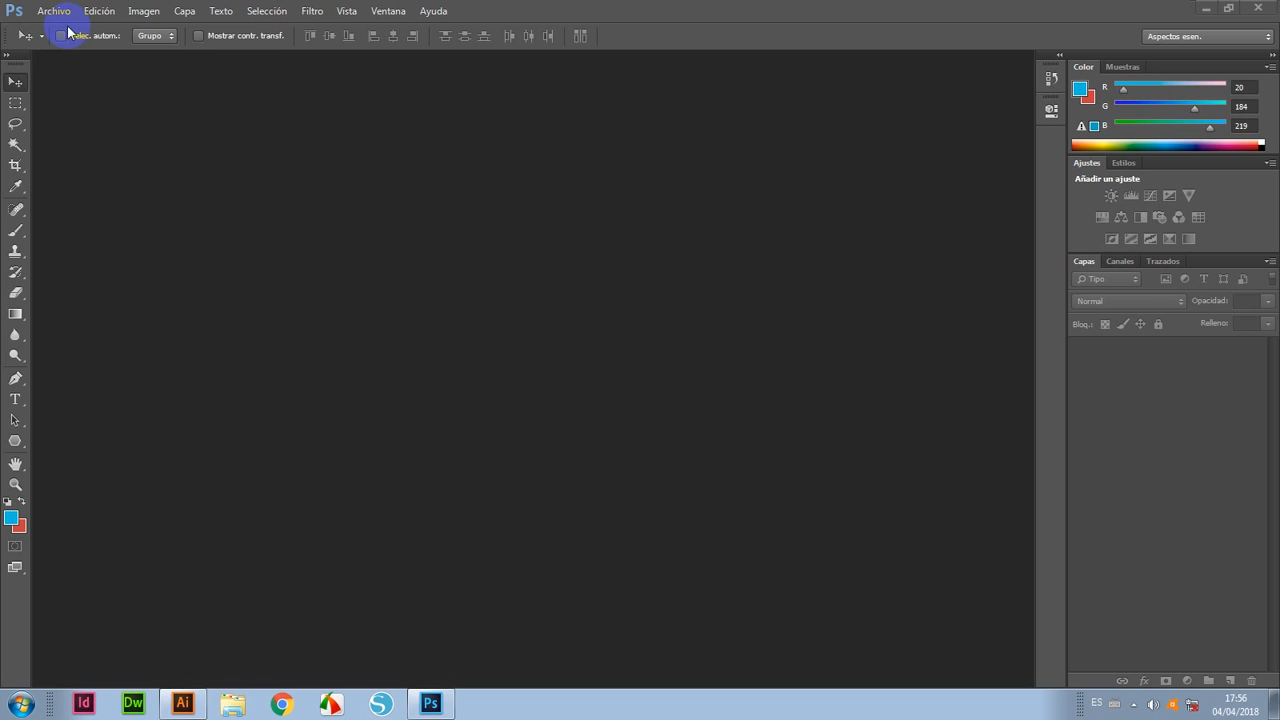 Ps Archivo Edición Imagen Capa Texto Selección Filtro Vista Ventana Ayuda
autom.: Grupo Mostrar contr. transf. Aspectos esen.
Color Muestras
R 20
G 184
B 219
Ajustes Estilos
Añadir un ajuste
Capas Canales Trazados
Tipo T
Normal Opacidad:
Bloq.: Relleno:
T
Id Dw Ai S Ps ES 17:56
04/04/2018